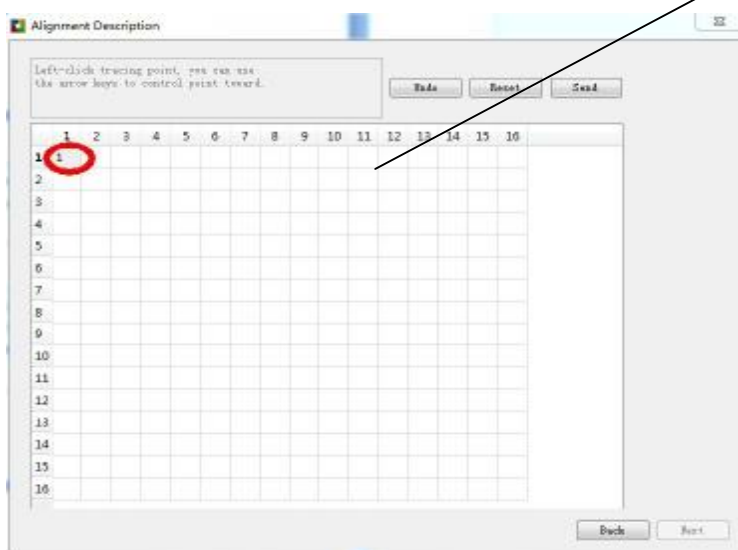 Alignment Description
Left-click tracing point, you can use
the arrow keys to control point toward.
Undo Reset Send
1 2 3 4 5 6 7 8 9 10 11 12 13 14 15 16
1 1
2
3
4
5
6
7
8
9
10
11
12
13
14
15
16
Back Next